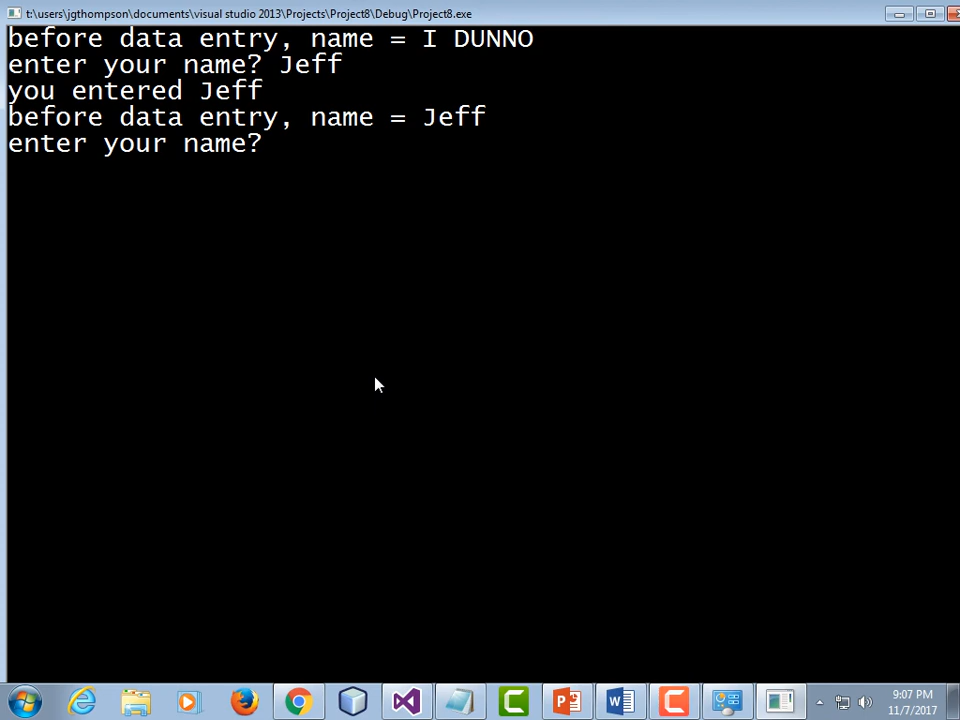 t:\users\jgthompson\documents\visual studio 2013\Projects\Project8\Debug\Project8.exe
before data entry, name = I DUNNO
enter your name? Jeff
you entered Jeff
before data entry, name = Jeff
enter your name?
9:07 PM
11/7/2017